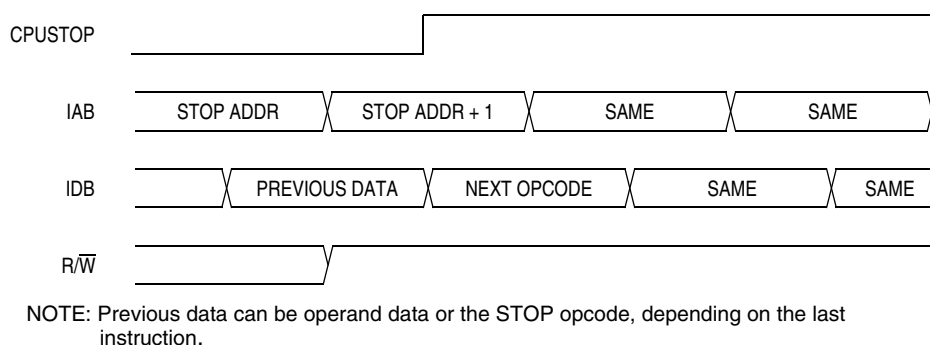 CPUSTOP
IAB STOP ADDR STOP ADDR + 1 SAME SAME
IDB PREVIOUS DATA NEXT OPCODE SAME SAME
R/W̅
NOTE: Previous data can be operand data or the STOP opcode, depending on the last
instruction.